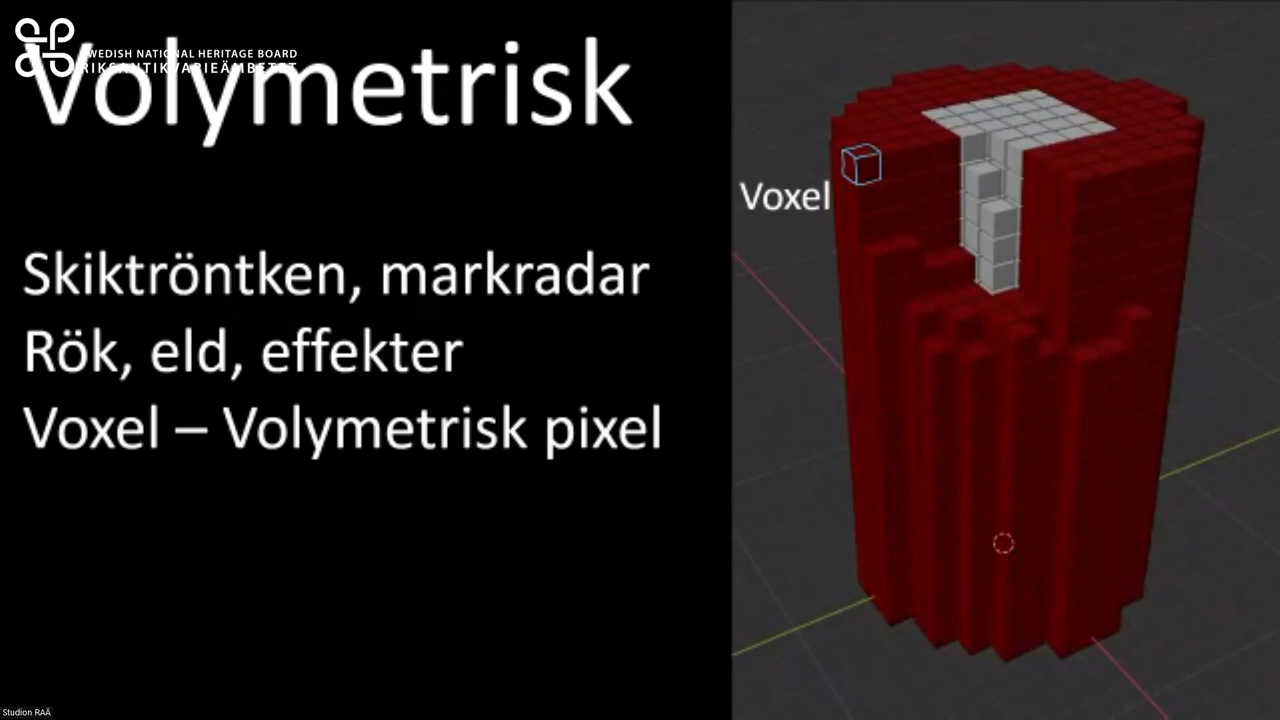 SWEDISH NATIONAL HERITAGE BOARD
RIKSANTIKVARIEÄMBETET
Volymetrisk
Voxel
Skiktröntken, markradar
Rök, eld, effekter
Voxel – Volymetrisk pixel
Studion RAÄ